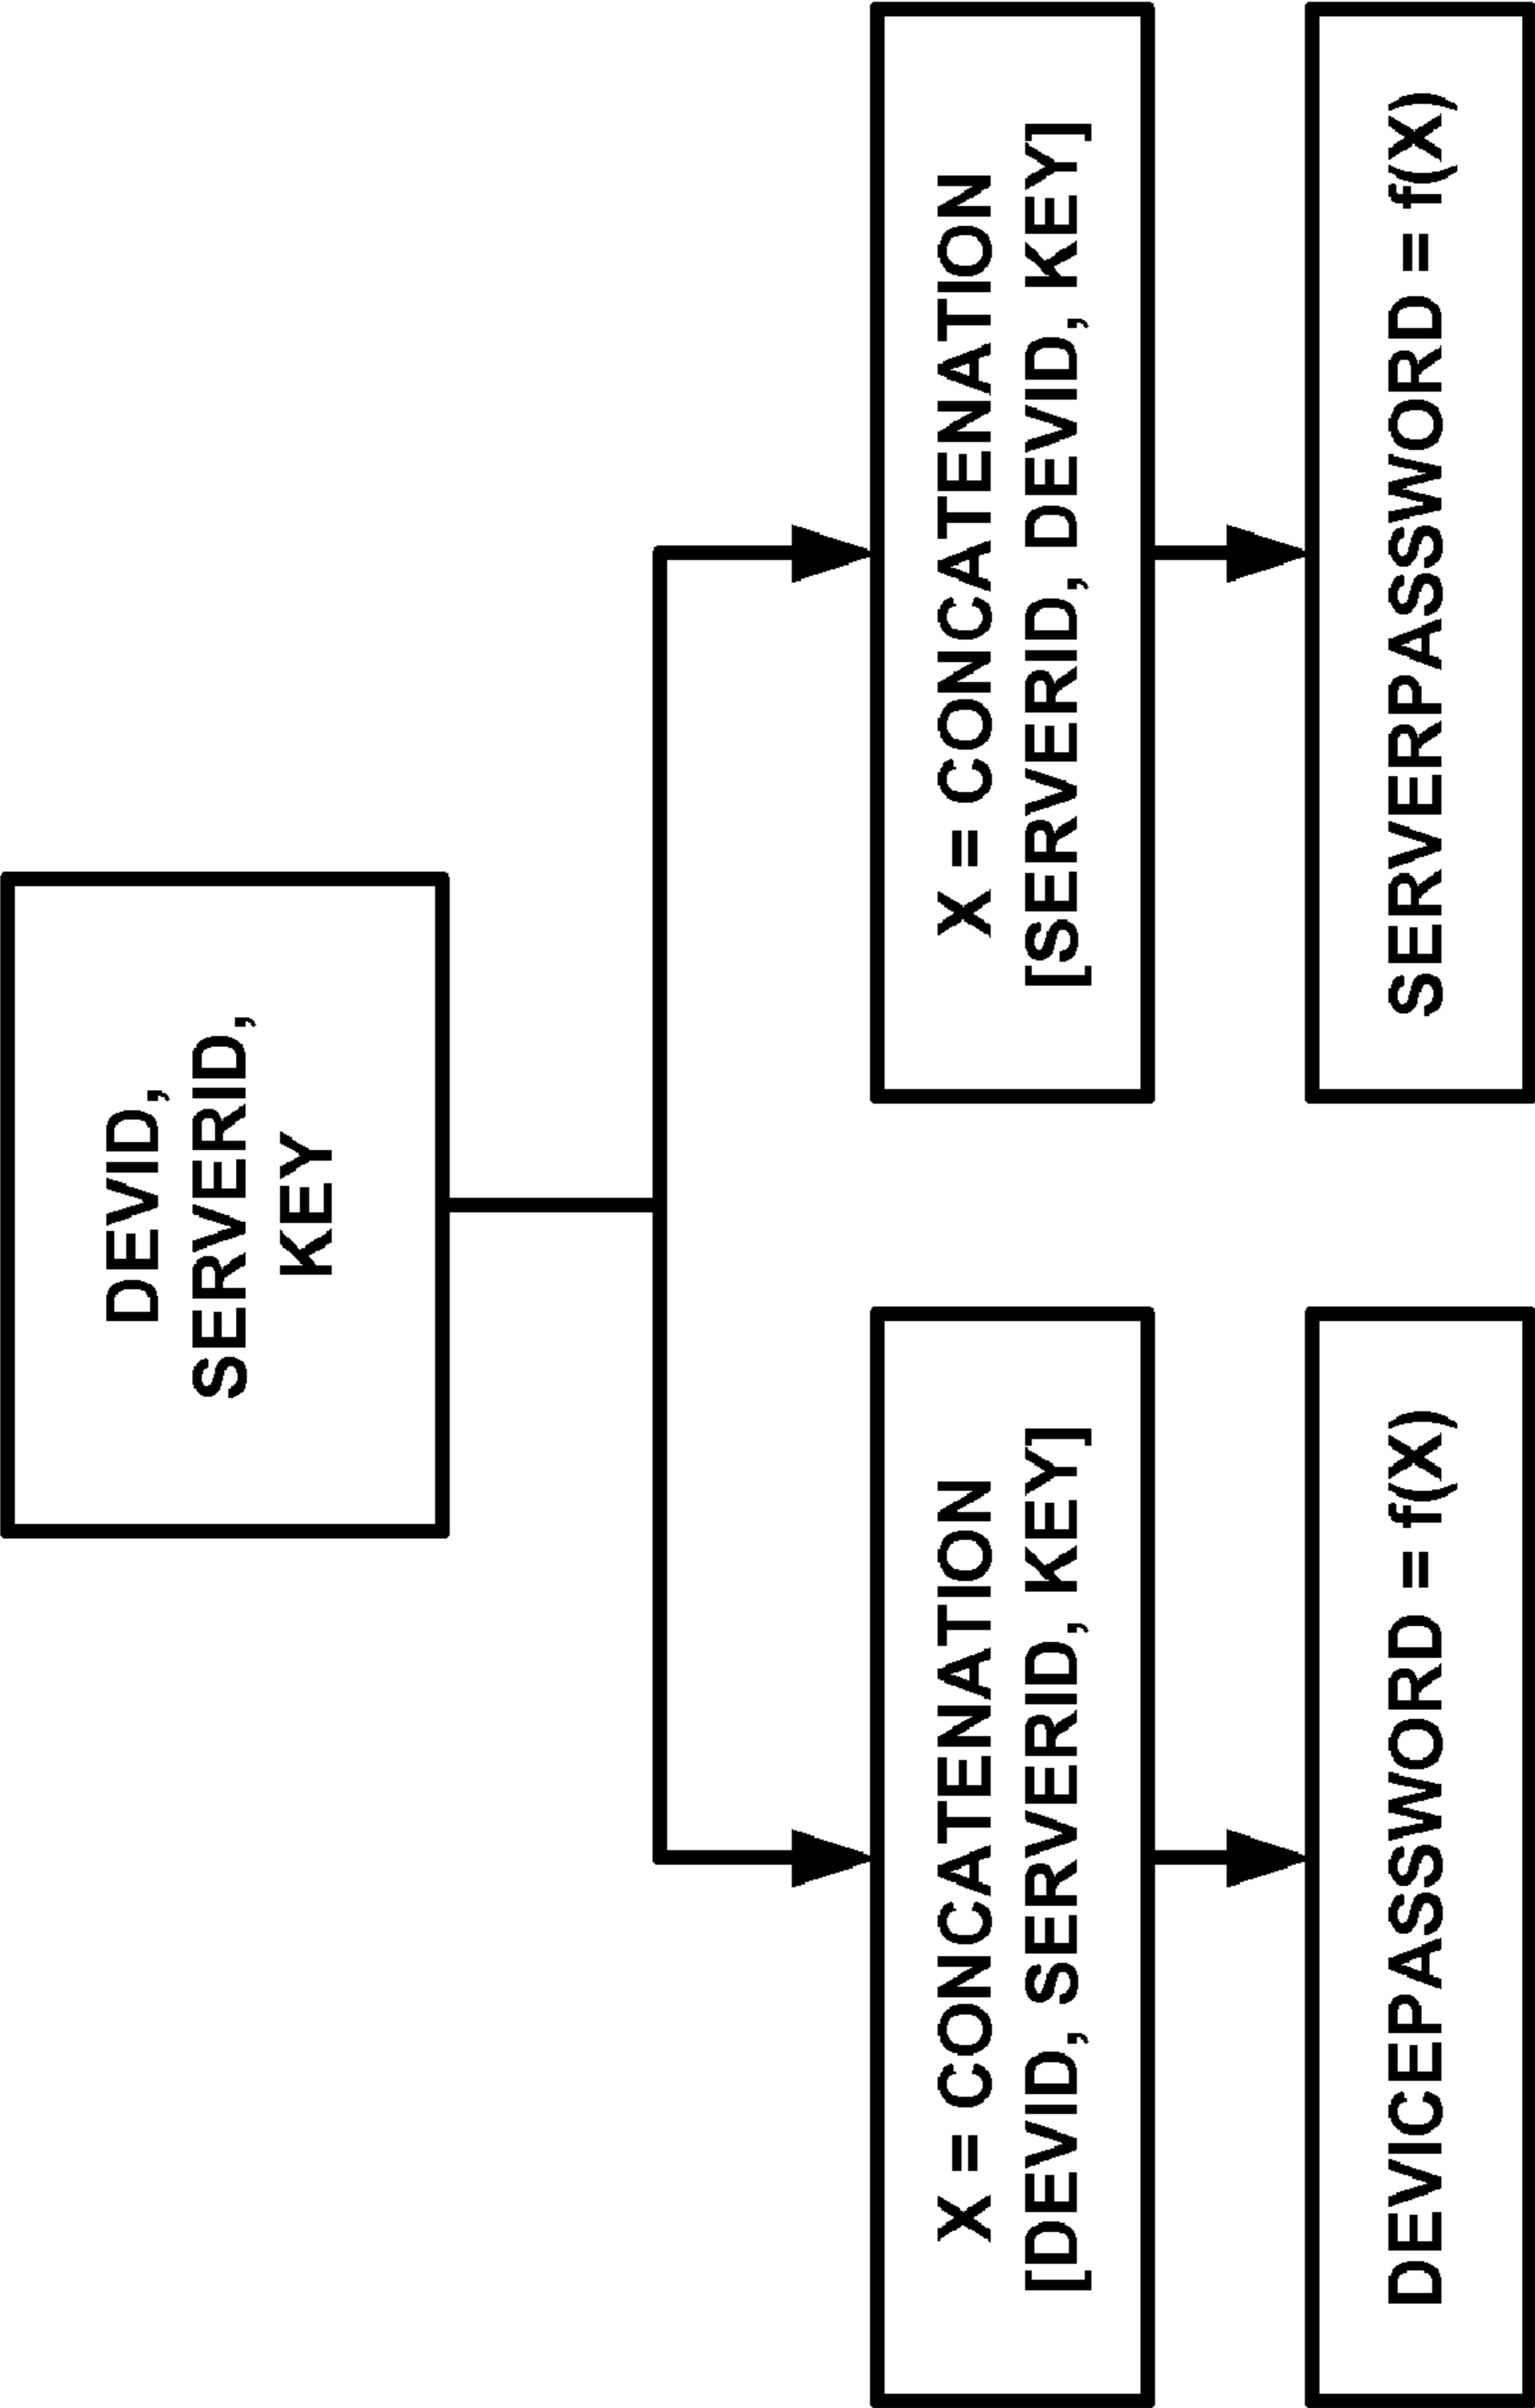 DEVID,
SERVERID,
KEY
X = CONCATENATION
[DEVID, SERVERID, KEY]
X = CONCATENATION
[SERVERID, DEVID, KEY]
DEVICEPASSWORD = f(X)
SERVERPASSWORD = f(X)